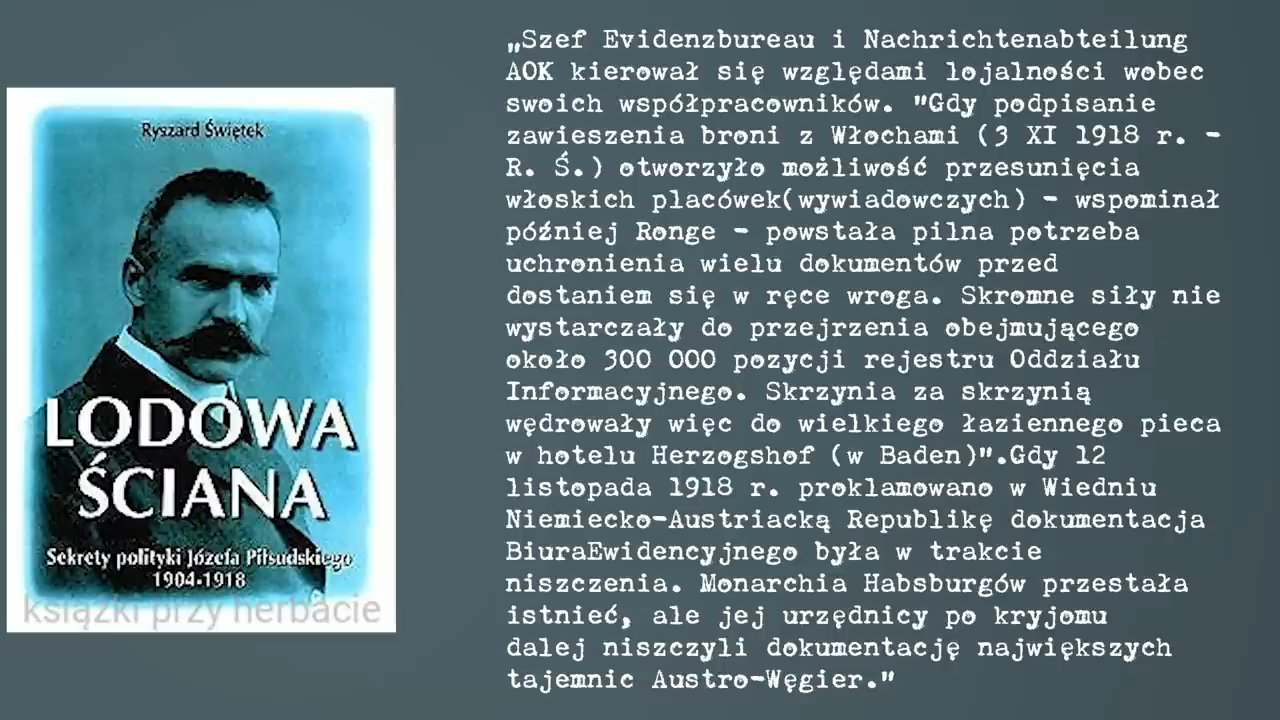 Ryszard Świętek
LODOWA
ŚCIANA
Sekrety polityki Józefa Piłsudskiego
1904-1918
książki przy herbacie
„Szef Evidenzbureau i Nachrichtenabteilung
AOK kierował się względami lojalności wobec
swoich współpracowników. "Gdy podpisanie
zawieszenia broni z Włochami (3 XI 1918 r. -
R. Ś.) otworzyło możliwość przesunięcia
włoskich placówek(wywiadowczych) - wspominał
później Ronge - powstała pilna potrzeba
uchronienia wielu dokumentów przed
dostaniem się w ręce wroga. Skromne siły nie
wystarczały do przejrzenia obejmującego
około 300 000 pozycji rejestru Oddziału
Informacyjnego. Skrzynia za skrzynią
wędrowały więc do wielkiego łaziennego pieca
w hotelu Herzogshof (w Baden)".Gdy 12
listopada 1918 r. proklamowano w Wiedniu
Niemiecko-Austriacką Republikę dokumentacja
BiuraEwidencyjnego była w trakcie
niszczenia. Monarchia Habsburgów przestała
istnieć, ale jej urzędnicy po kryjomu
dalej niszczyli dokumentację największych
tajemnic Austro-Węgier."